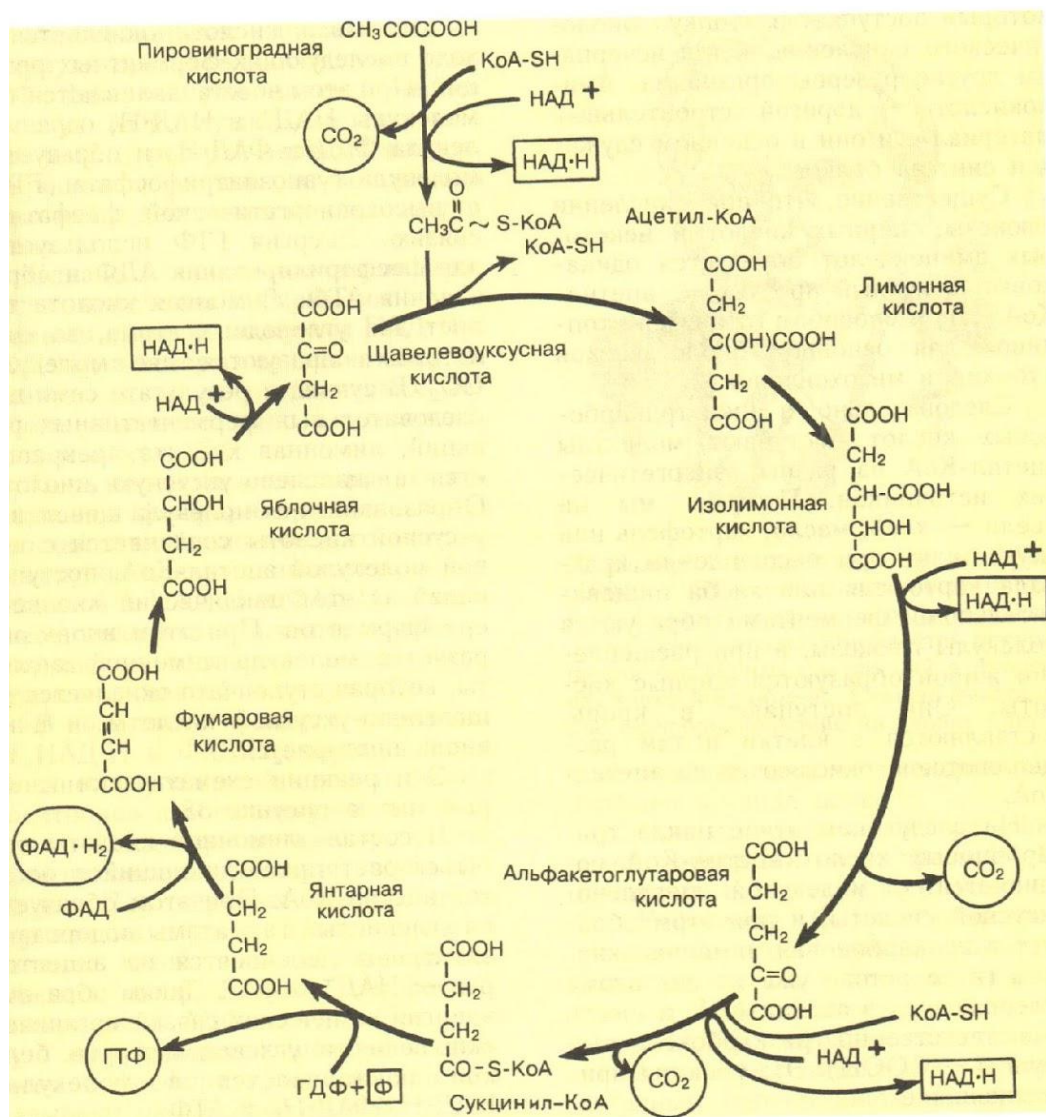 CH₃COCOOH
Пировиноградная
кислота
KoA-SH
НАД +
CO₂
НАД·Н
O
CH₃C ~ S-KoA
Ацетил-КоА
KoA-SH
COOH
CH₂
C(OH)COOH
CH₂
COOH
Лимонная
кислота
COOH
C=O
CH₂
COOH
Щавелевоуксусная
кислота
НАД·Н
НАД +
COOH
CHOH
CH₂
COOH
Яблочная
кислота
Изолимонная
кислота
COOH
CH₂
CH-COOH
CHOH
COOH
НАД +
НАД·Н
COOH
CH
CH
COOH
Фумаровая
кислота
ФАД·H₂
ФАД
COOH
CH₂
CH₂
COOH
Янтарная
кислота
Альфакетоглутаровая
кислота
COOH
CH₂
CH₂
C=O
COOH
CO₂
KoA-SH
НАД +
НАД·Н
CO₂
COOH
CH₂
CH₂
CO-S-KoA
Сукцинил-КоА
ГТФ
ГДФ+Ф